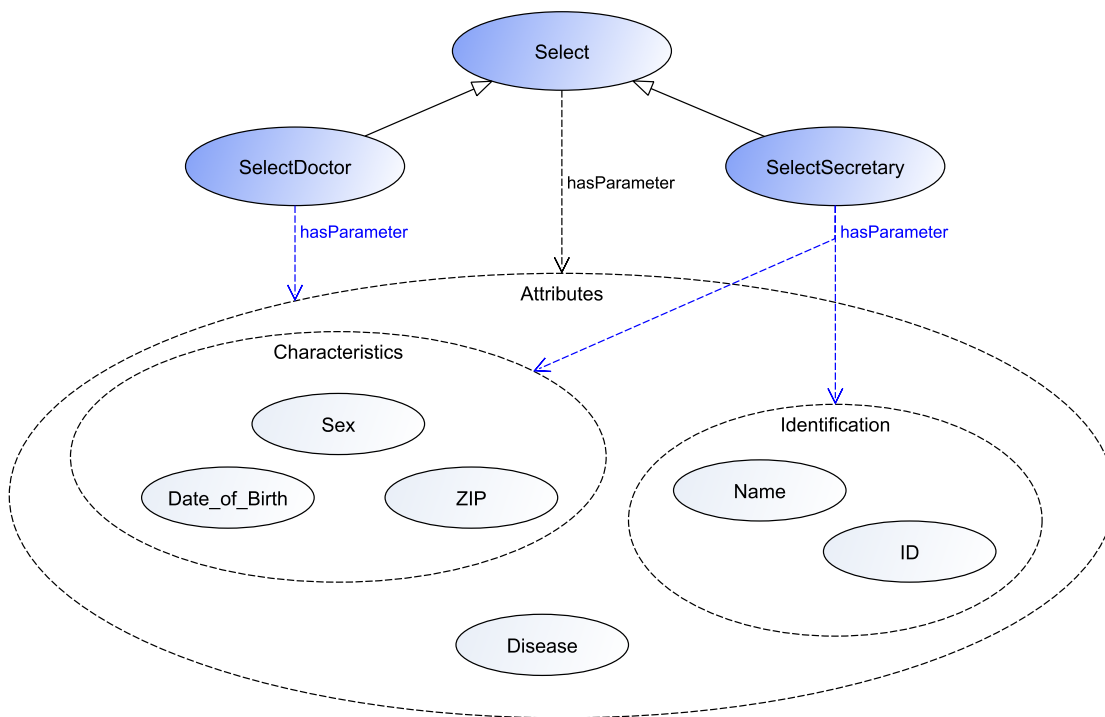 Select
SelectDoctor
SelectSecretary
hasParameter
hasParameter
hasParameter
Attributes
Characteristics
Sex
Identification
Date_of_Birth
ZIP
Name
ID
Disease